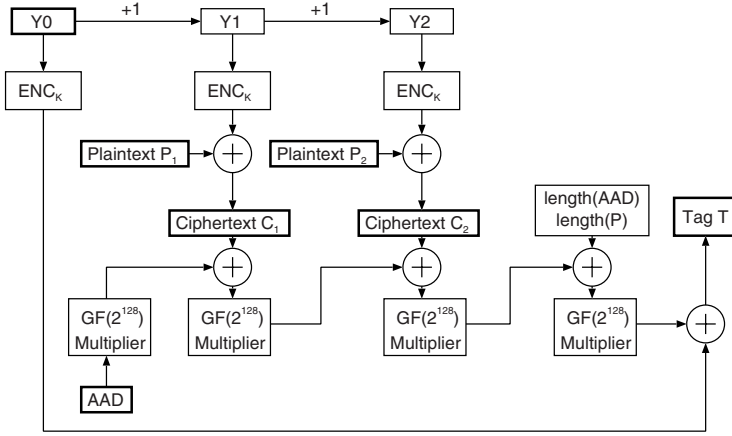 Y0 +1 Y1 +1 Y2
ENC_K ENC_K ENC_K
Plaintext P_1 Plaintext P_2
length(AAD)
length(P)
Ciphertext C_1 Ciphertext C_2 Tag T
GF(2^128) GF(2^128) GF(2^128) GF(2^128)
Multiplier Multiplier Multiplier Multiplier
AAD